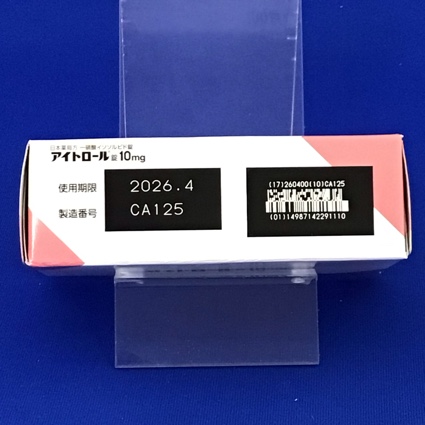 日本薬局方 一硝酸イソソルビド錠
アイトロール錠10mg
使用期限 2026.4
製造番号 CA125
(17)260400(10)CA125
(01)14987142291110